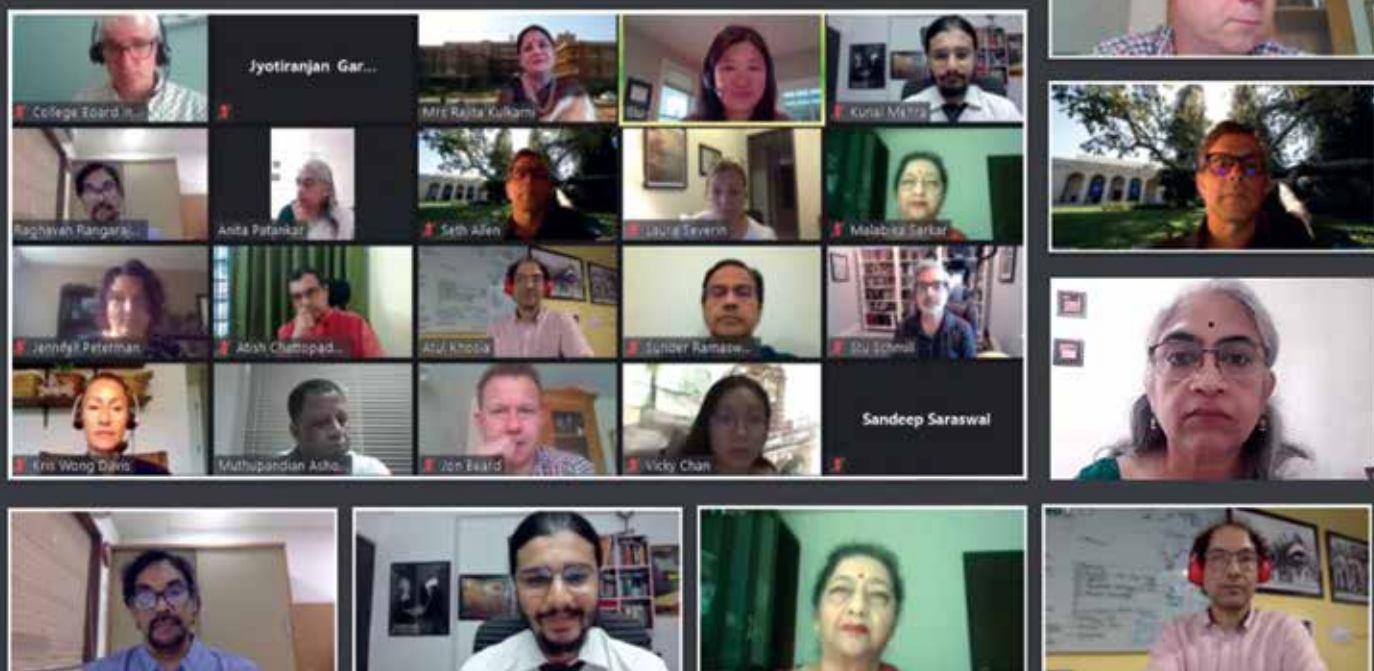 College Board In...
Jyotiranjan Gar...
Mrs Rajita Kulkarni
Kunal Mehra
Raghavan Rangaraj...
Anita Patankar
Seth Allen
Laura Severin
Malabika Sarkar
Jennifer Peterman
Atish Chattopad...
Atul Khosla
Sunder Ramasw...
Stu Schmill
Kris Wong Davis
Muthupandian Asho...
Jon Beard
Vicky Chan
Sandeep Saraswal